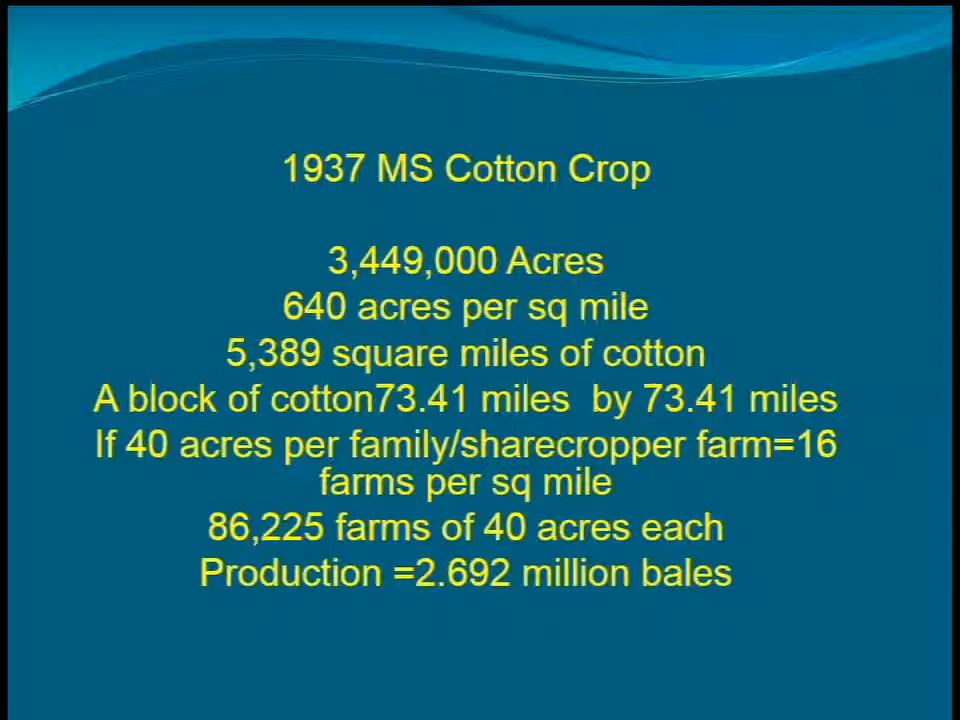 1937 MS Cotton Crop
3,449,000 Acres
640 acres per sq mile
5,389 square miles of cotton
A block of cotton73.41 miles  by 73.41 miles
If 40 acres per family/sharecropper farm=16
farms per sq mile
86,225 farms of 40 acres each
Production =2.692 million bales